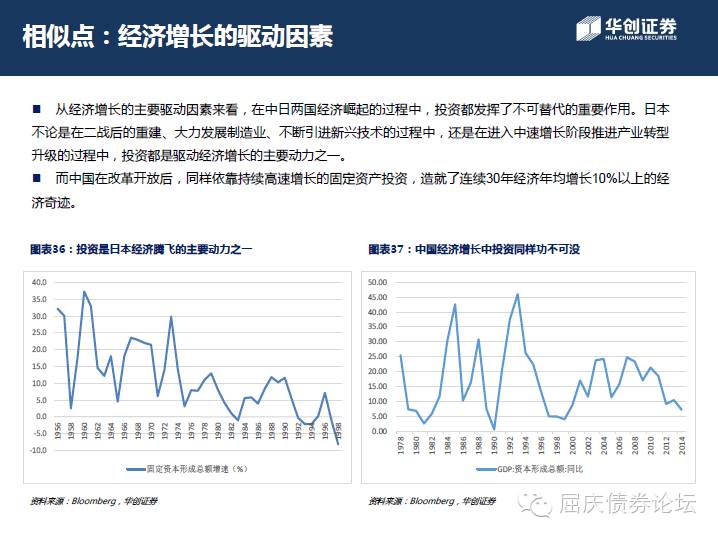 相似点：经济增长的驱动因素
华创证券
HUA CHUANG SECURITIES
■ 从经济增长的主要驱动因素来看，在中日两国经济崛起的过程中，投资都发挥了不可替代的重要作用。日本
不论是在二战后的重建、大力发展制造业、不断引进新兴技术的过程中，还是在进入中速增长阶段推进产业转型
升级的过程中，投资都是驱动经济增长的主要动力之一。
■ 而中国在改革开放后，同样依靠持续高速增长的固定资产投资，造就了连续30年经济年均增长10%以上的经
济奇迹。
图表36：投资是日本经济腾飞的主要动力之一
40.0
35.0
30.0
25.0
20.0
15.0
10.0
5.0
0.0
-5.0
-10.0
1956 1958 1960 1962 1964 1966 1968 1970 1972 1974 1976 1978 1980 1982 1984 1986 1988 1990 1992 1994 1996 1998
固定资本形成总额增速（%）
资料来源：Bloomberg，华创证券
图表37：中国经济增长中投资同样功不可没
50.00
45.00
40.00
35.00
30.00
25.00
20.00
15.00
10.00
5.00
0.00
1978 1980 1982 1984 1986 1988 1990 1992 1994 1996 1998 2000 2002 2004 2006 2008 2010 2012 2014
GDP:资本形成总额:同比
资料来源：Bloomberg，华创证券
屈庆债券论坛